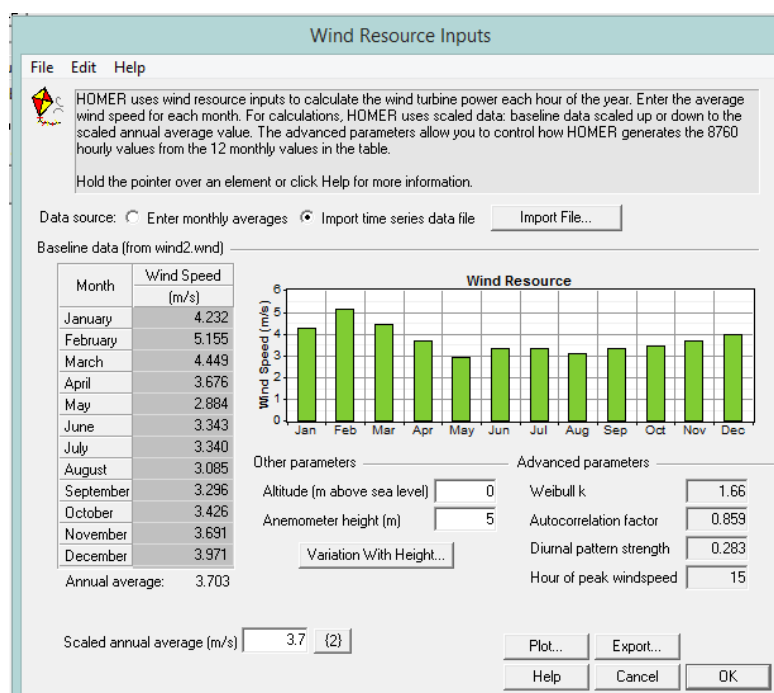 Wind Resource Inputs
File Edit Help
HOMER uses wind resource inputs to calculate the wind turbine power each hour of the year. Enter the average
wind speed for each month. For calculations, HOMER uses scaled data: baseline data scaled up or down to the
scaled annual average value. The advanced parameters allow you to control how HOMER generates the 8760
hourly values from the 12 monthly values in the table.
Hold the pointer over an element or click Help for more information.
Data source: Enter monthly averages Import time series data file Import File...
Baseline data (from wind2.wnd)
Month Wind Speed
(m/s)
January 4.232
February 5.155
March 4.449
April 3.676
May 2.884
June 3.343
July 3.340
August 3.085
September 3.296
October 3.426
November 3.691
December 3.971
Annual average: 3.703
Wind Resource
Wind Speed (m/s)
6
5
4
3
2
1
0
Jan Feb Mar Apr May Jun Jul Aug Sep Oct Nov Dec
Other parameters
Altitude (m above sea level) 0
Anemometer height (m) 5
Variation With Height...
Advanced parameters
Weibull k 1.66
Autocorrelation factor 0.859
Diurnal pattern strength 0.283
Hour of peak windspeed 15
Scaled annual average (m/s) 3.7 {2}
Plot... Export...
Help Cancel OK